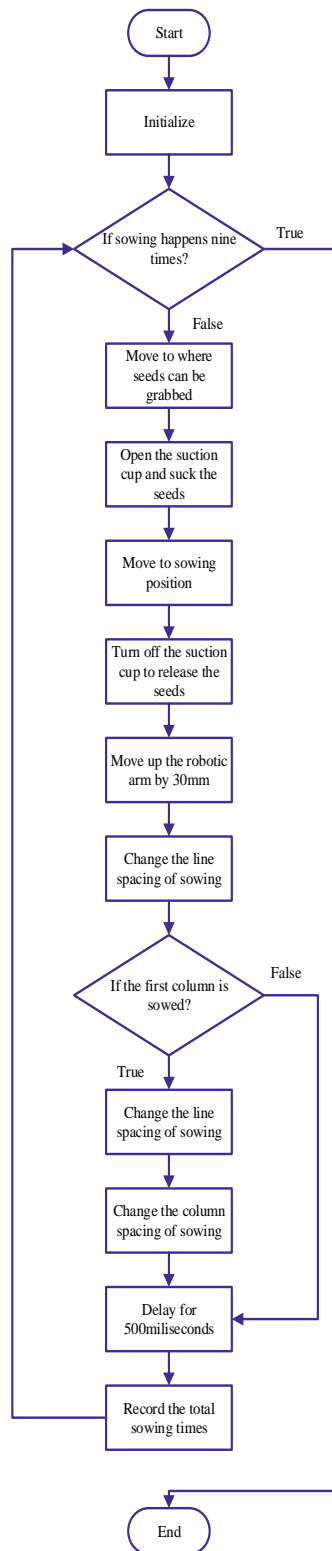 Start
Initialize
If sowing happens nine
times?
True
False
Move to where
seeds can be
grabbed
Open the suction
cup and suck the
seeds
Move to sowing
position
Turn off the suction
cup to release the
seeds
Move up the robotic
arm by 30mm
Change the line
spacing of sowing
If the first column is
sowed?
False
True
Change the line
spacing of sowing
Change the column
spacing of sowing
Delay for
500miliseconds
Record the total
sowing times
End